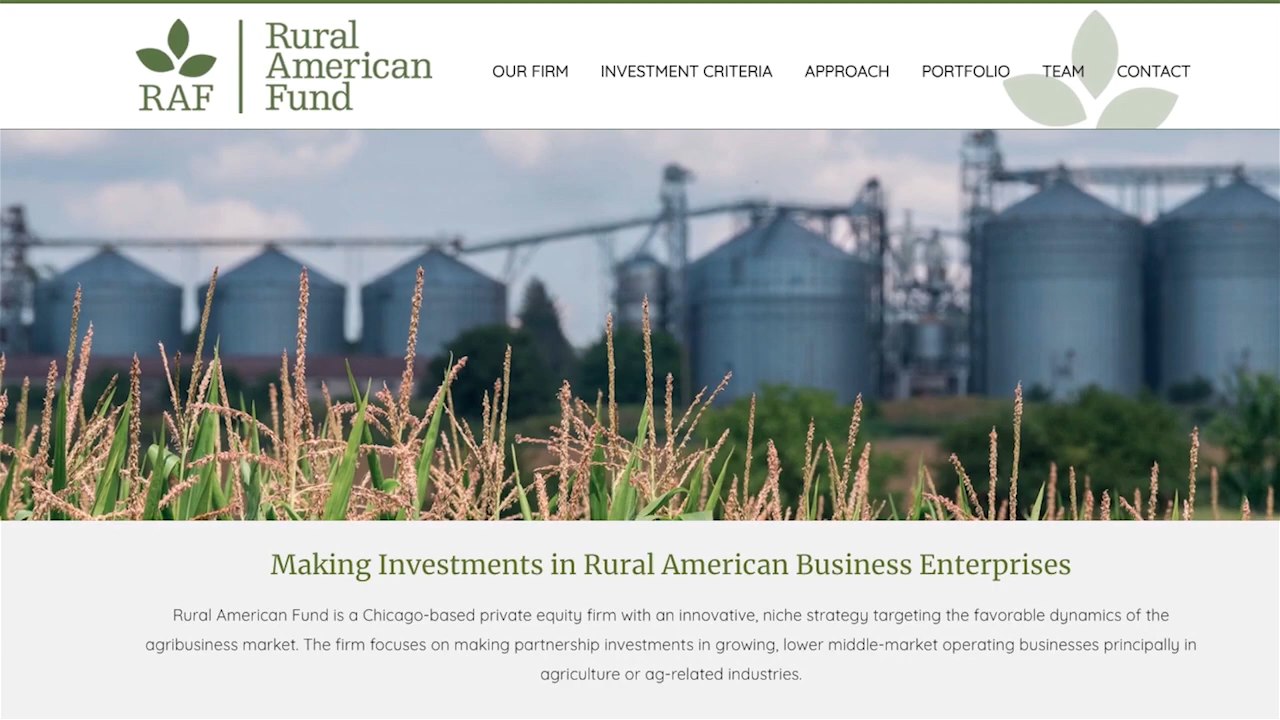 RAF
Rural
American
Fund
OUR FIRM
INVESTMENT CRITERIA
APPROACH
PORTFOLIO
TEAM
CONTACT
Making Investments in Rural American Business Enterprises
Rural American Fund is a Chicago-based private equity firm with an innovative, niche strategy targeting the favorable dynamics of the
agribusiness market. The firm focuses on making partnership investments in growing, lower middle-market operating businesses principally in
agriculture or ag-related industries.